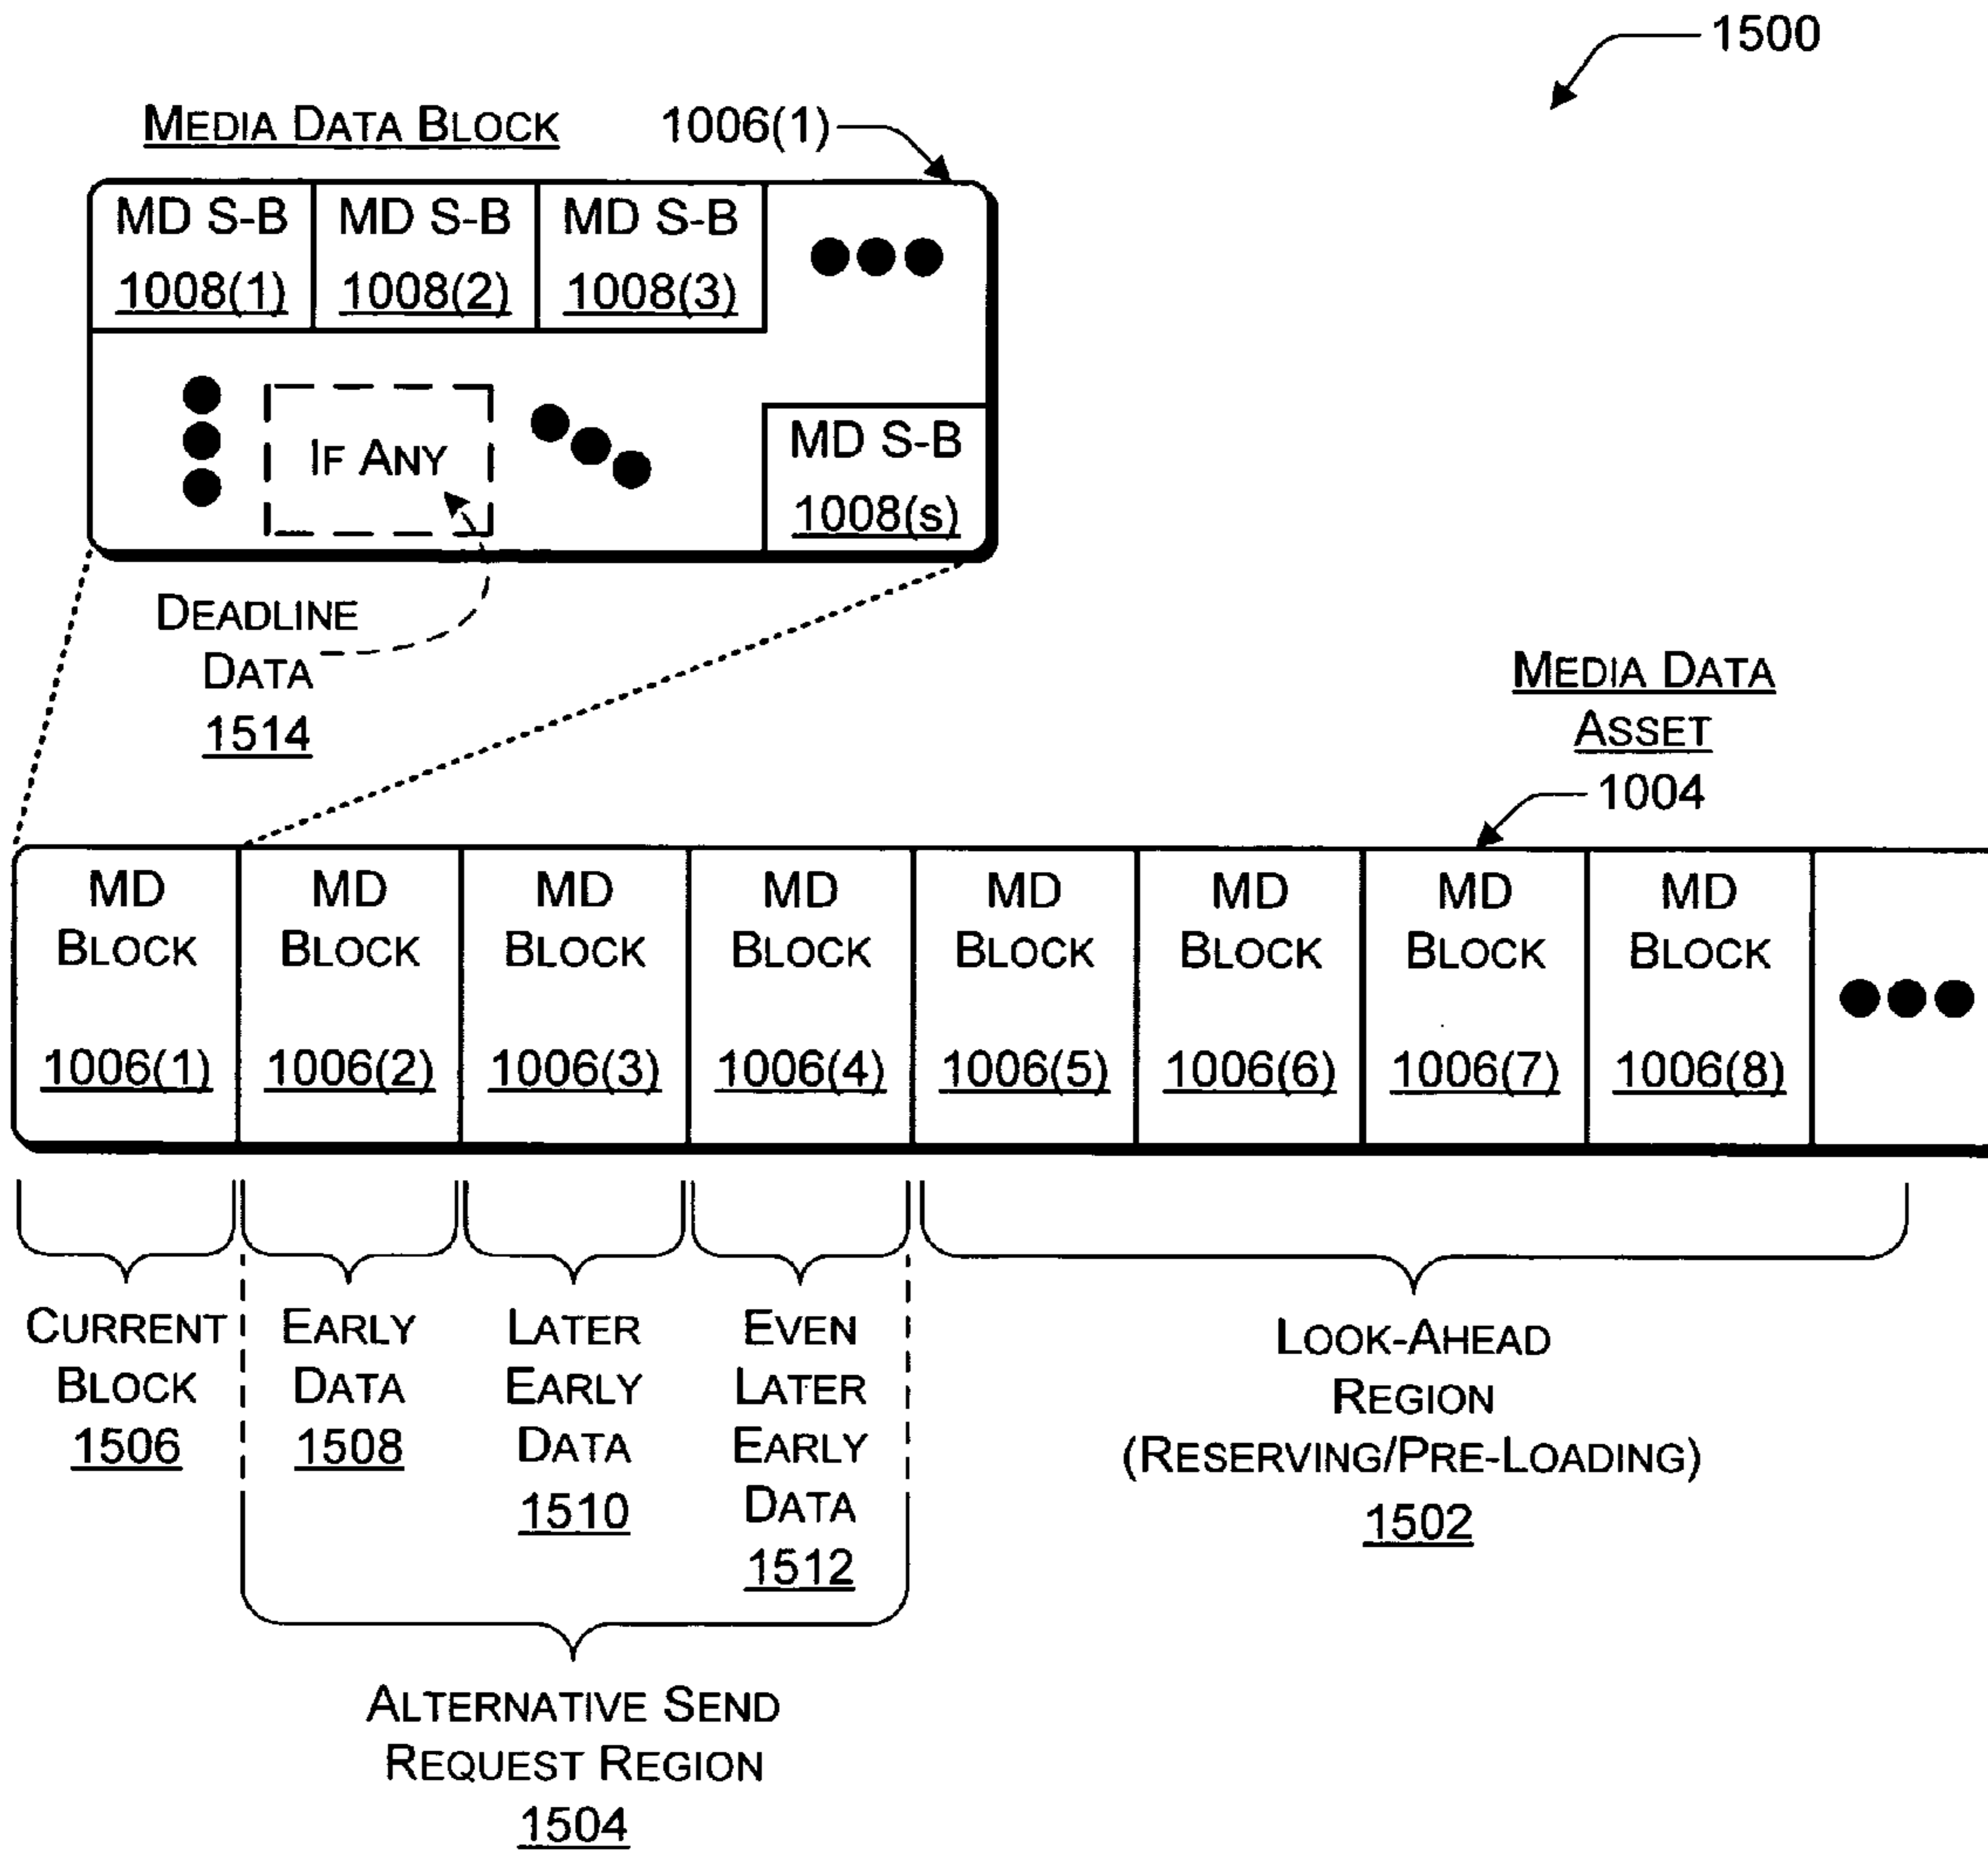 1500
MEDIA DATA BLOCK 1006(1)
MD S-B MD S-B MD S-B
1008(1) 1008(2) 1008(3)
IF ANY
MD S-B
1008(s)
DEADLINE
DATA
1514
MEDIA DATA
ASSET
1004
MD MD MD MD MD MD MD MD
BLOCK BLOCK BLOCK BLOCK BLOCK BLOCK BLOCK BLOCK
1006(1) 1006(2) 1006(3) 1006(4) 1006(5) 1006(6) 1006(7) 1006(8)
CURRENT
BLOCK
1506
EARLY
DATA
1508
LATER
EARLY
DATA
1510
EVEN
LATER
EARLY
DATA
1512
LOOK-AHEAD
REGION
(RESERVING/PRE-LOADING)
1502
ALTERNATIVE SEND
REQUEST REGION
1504